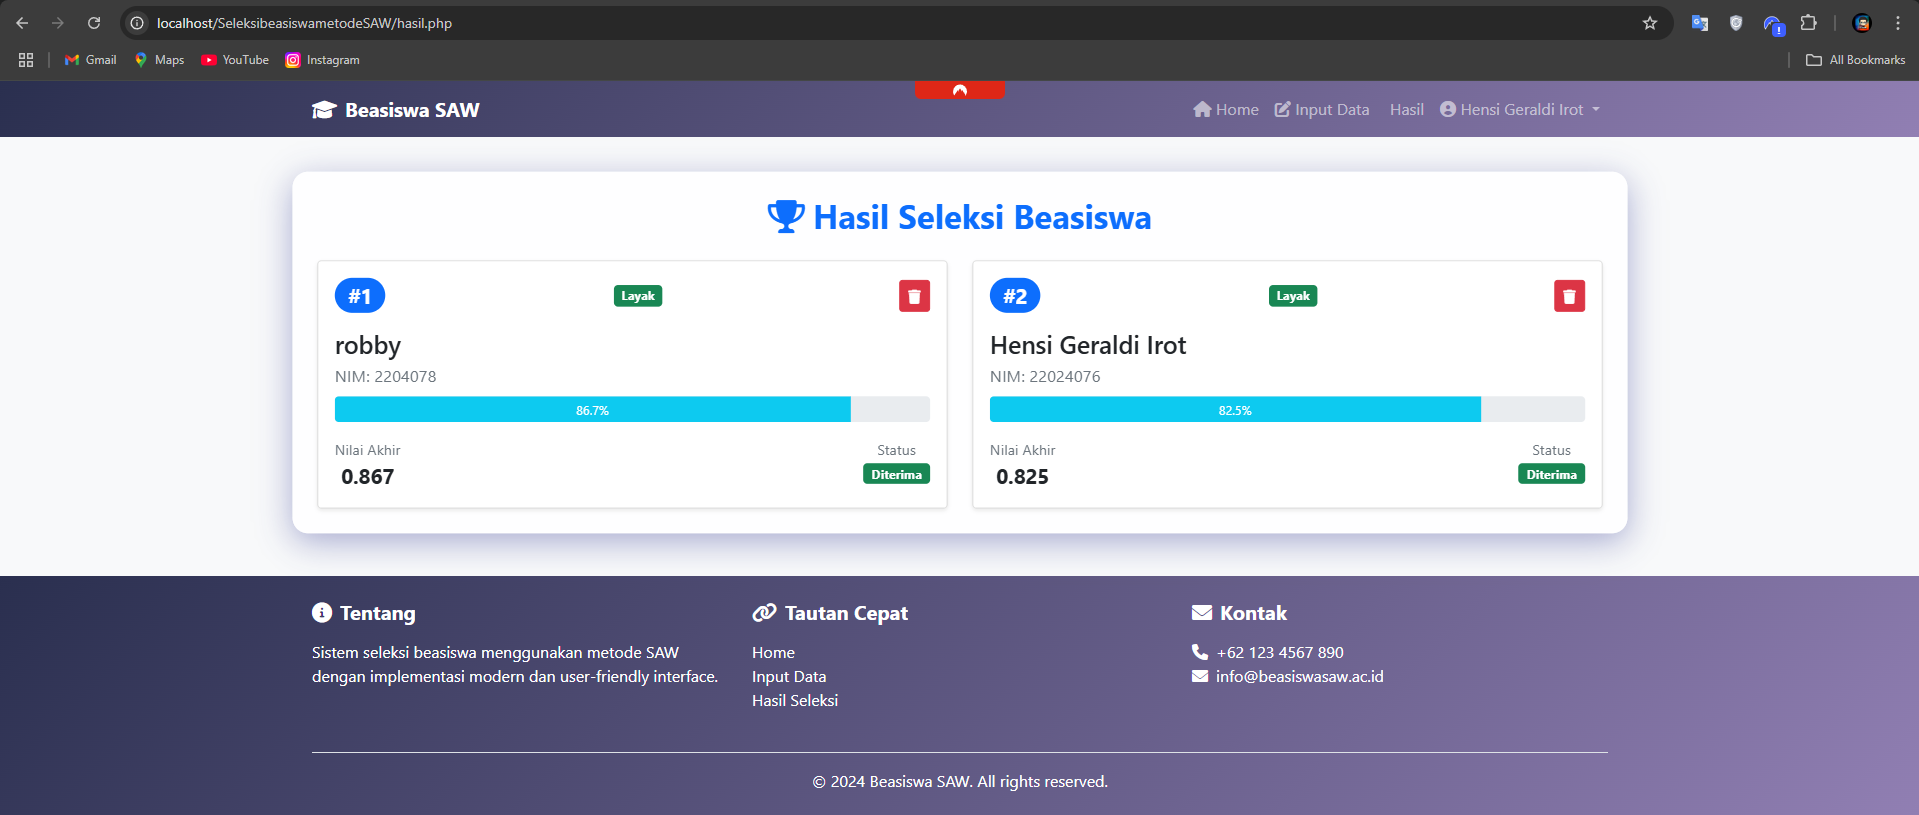 localhost/SeleksibeasiswametodeSAW/hasil.php
Gmail Maps YouTube Instagram All Bookmarks
Beasiswa SAW Home Input Data Hasil Hensi Geraldi Irot
Hasil Seleksi Beasiswa
#1 Layak
robby
NIM: 2204078
86.7%
Nilai Akhir Status
0.867 Diterima
#2 Layak
Hensi Geraldi Irot
NIM: 22024076
82.5%
Nilai Akhir Status
0.825 Diterima
Tentang
Sistem seleksi beasiswa menggunakan metode SAW
dengan implementasi modern dan user-friendly interface.
Tautan Cepat
Home
Input Data
Hasil Seleksi
Kontak
+62 123 4567 890
info@beasiswasaw.ac.id
© 2024 Beasiswa SAW. All rights reserved.